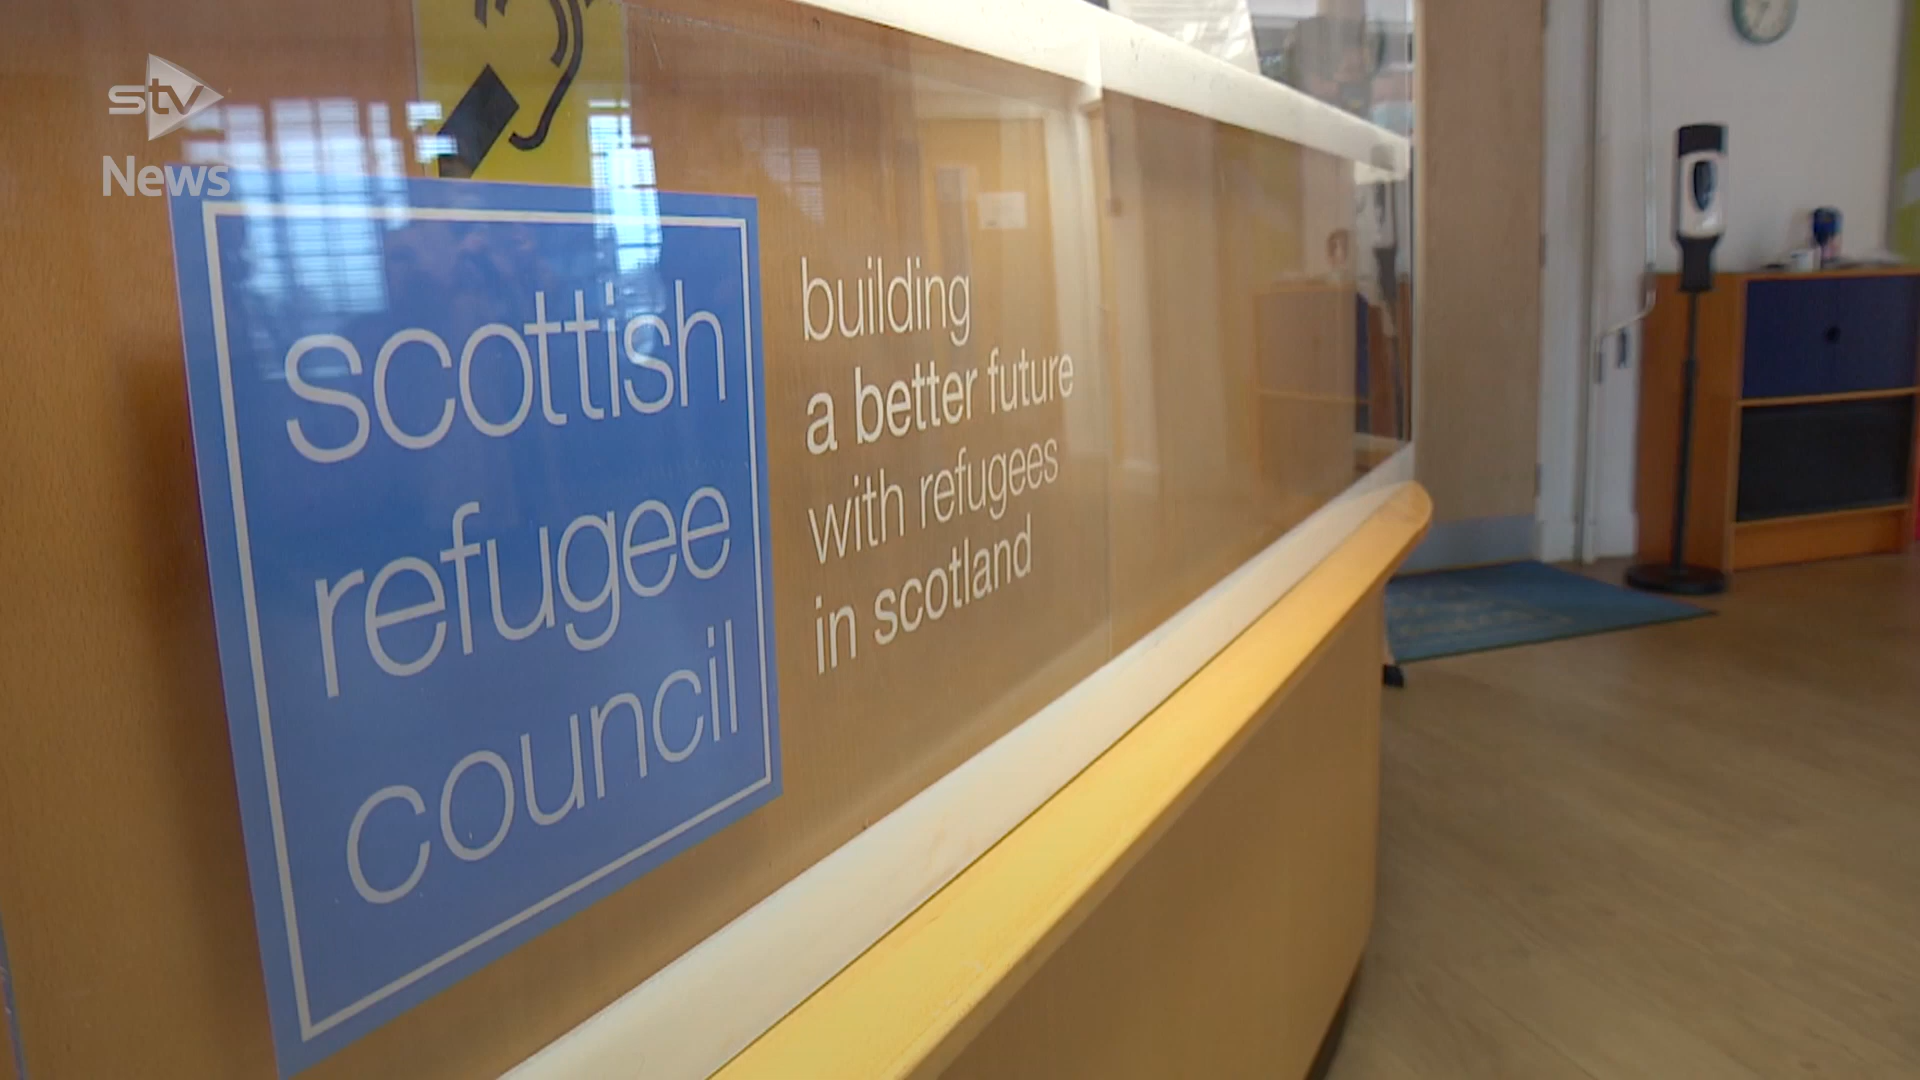 stv
News
scottish
refugee
council
building
a better future
with refugees
in scotland